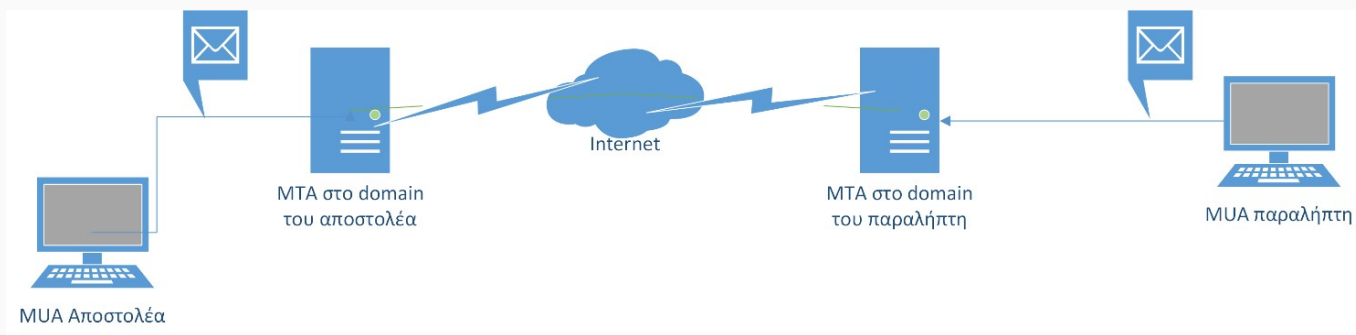 Internet
MTA στο domain
του αποστολέα
MTA στο domain
του παραλήπτη
MUA παραλήπτη
MUA Αποστολέα